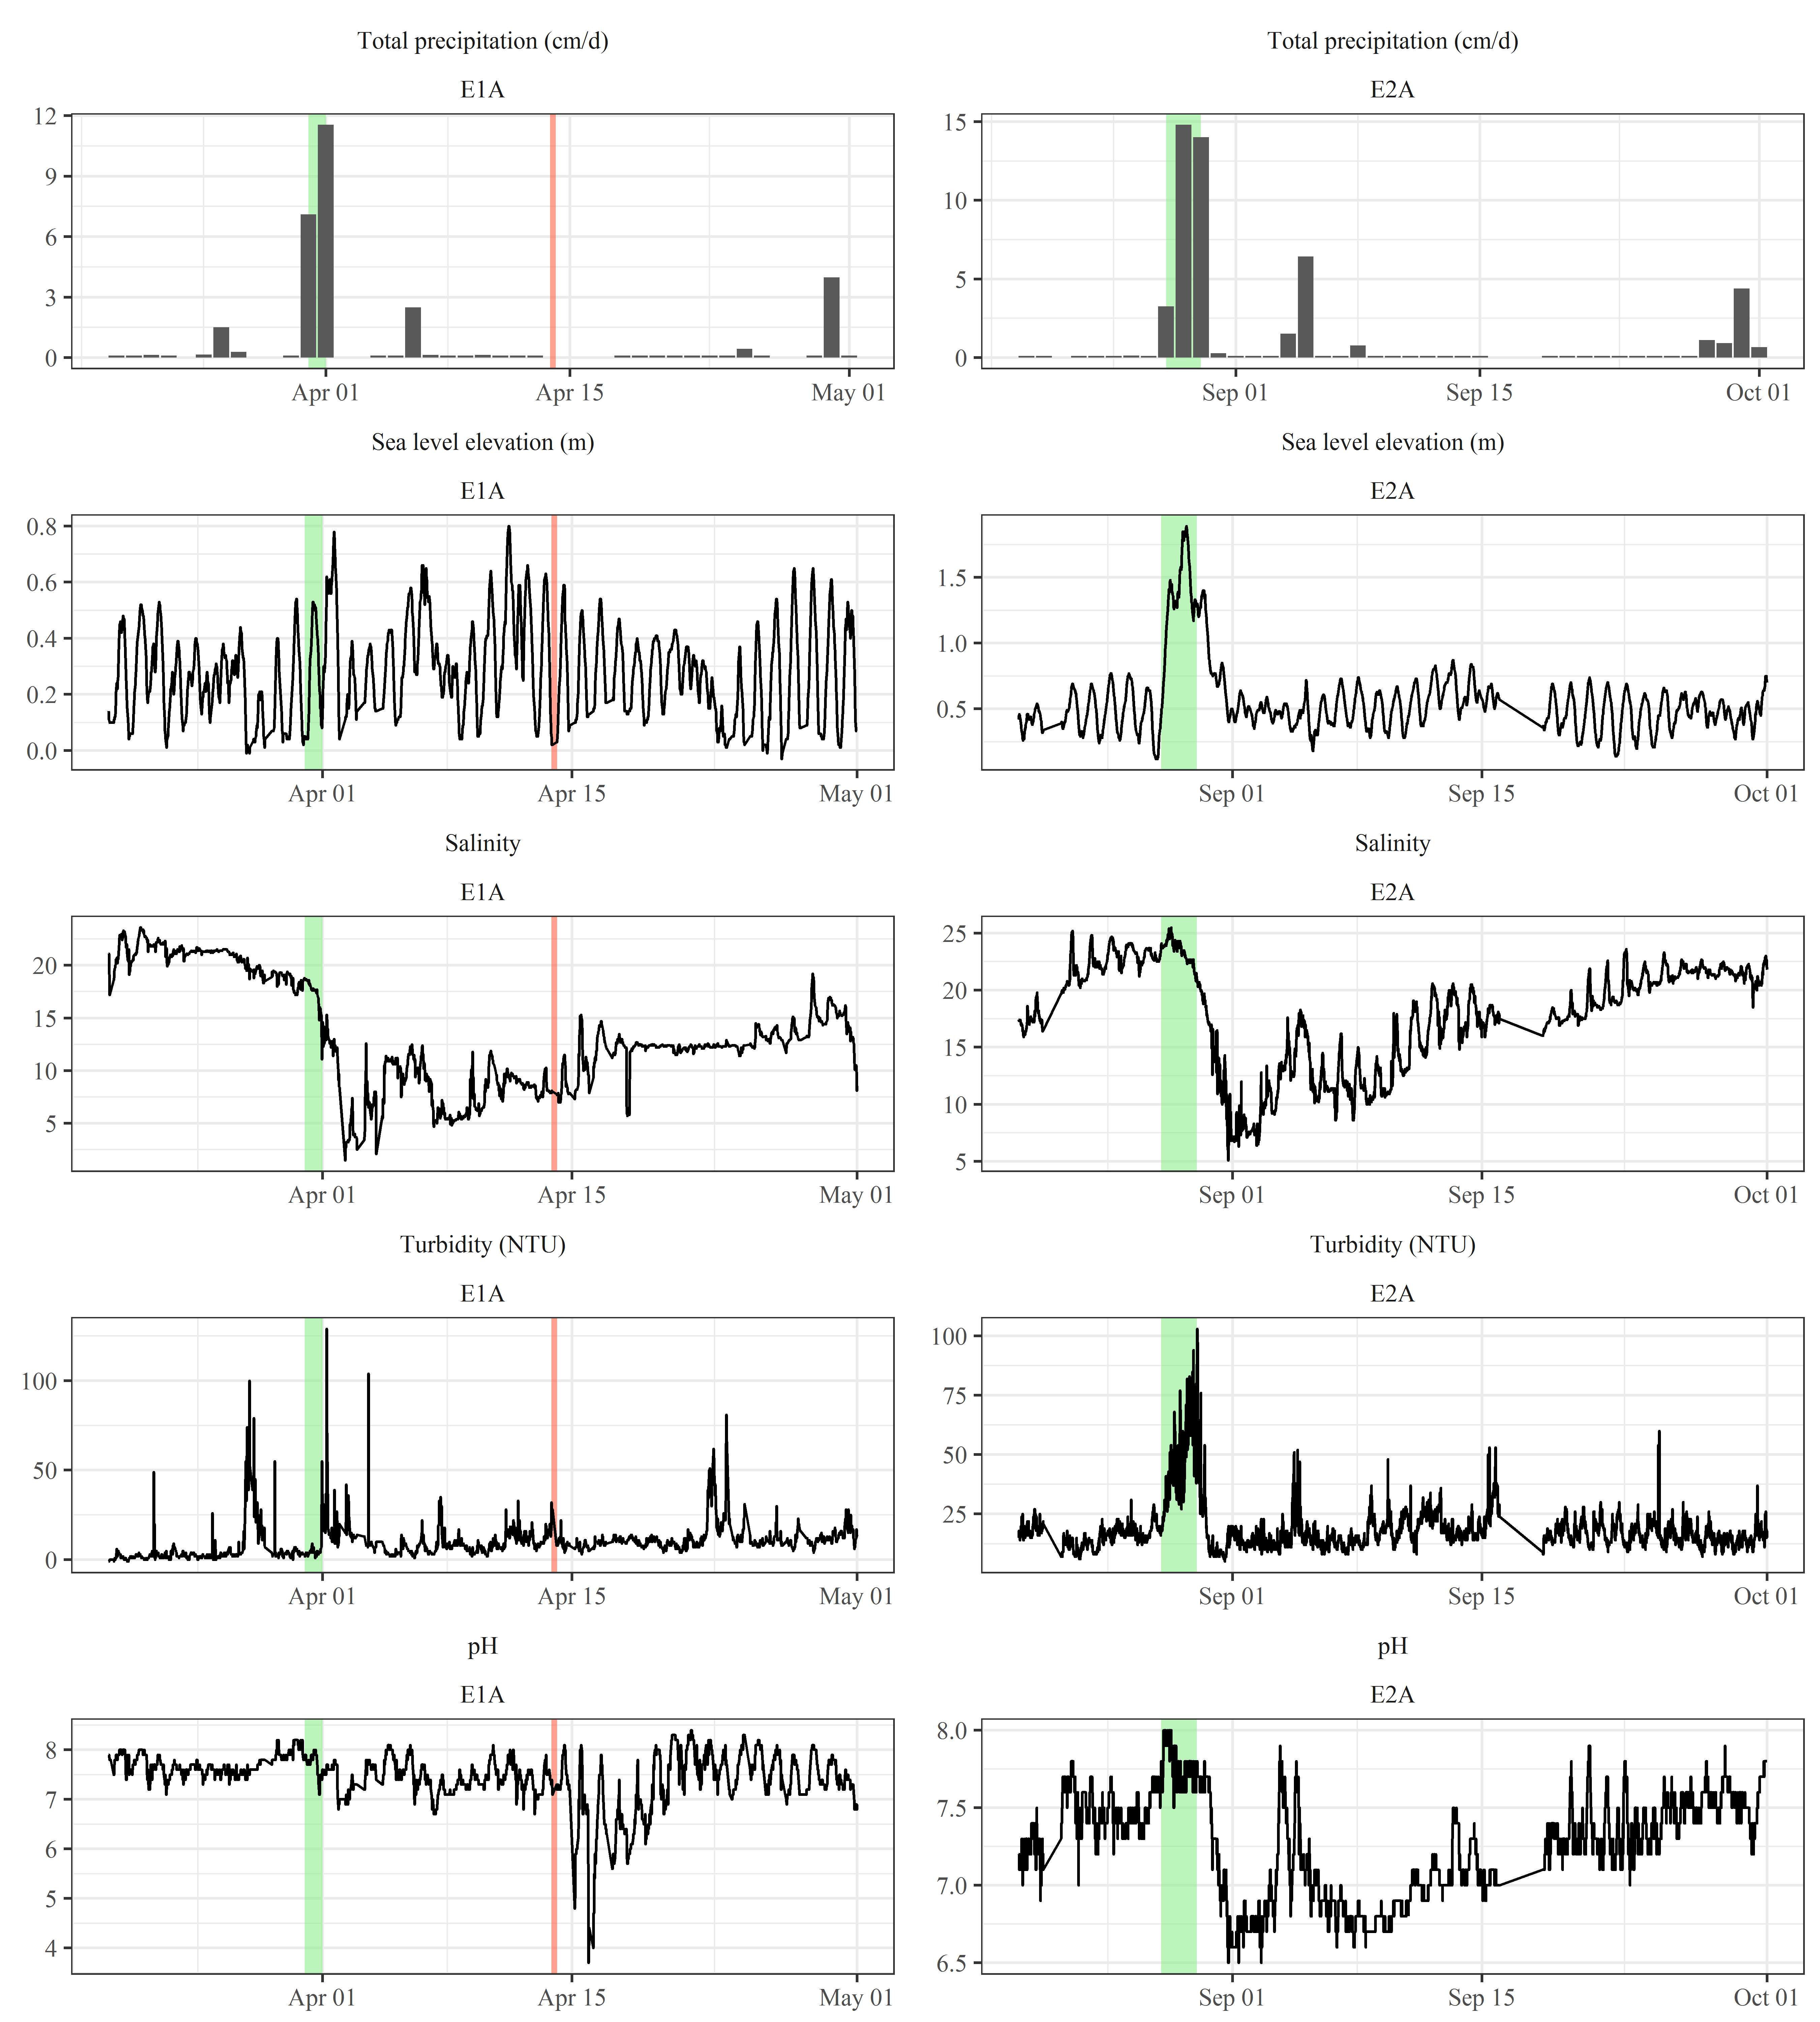 Total precipitation (cm/d)
E1A
12
9
6
3
0
Apr 01 Apr 15 May 01
Total precipitation (cm/d)
E2A
15
10
5
0
Sep 01 Sep 15 Oct 01
Sea level elevation (m)
E1A
0.8
0.6
0.4
0.2
0.0
Apr 01 Apr 15 May 01
Sea level elevation (m)
E2A
1.5
1.0
0.5
Sep 01 Sep 15 Oct 01
Salinity
E1A
20
15
10
5
Apr 01 Apr 15 May 01
Salinity
E2A
25
20
15
10
5
Sep 01 Sep 15 Oct 01
Turbidity (NTU)
E1A
100
50
0
Apr 01 Apr 15 May 01
Turbidity (NTU)
E2A
100
75
50
25
Sep 01 Sep 15 Oct 01
pH
E1A
8
7
6
5
4
Apr 01 Apr 15 May 01
pH
E2A
8.0
7.5
7.0
6.5
Sep 01 Sep 15 Oct 01